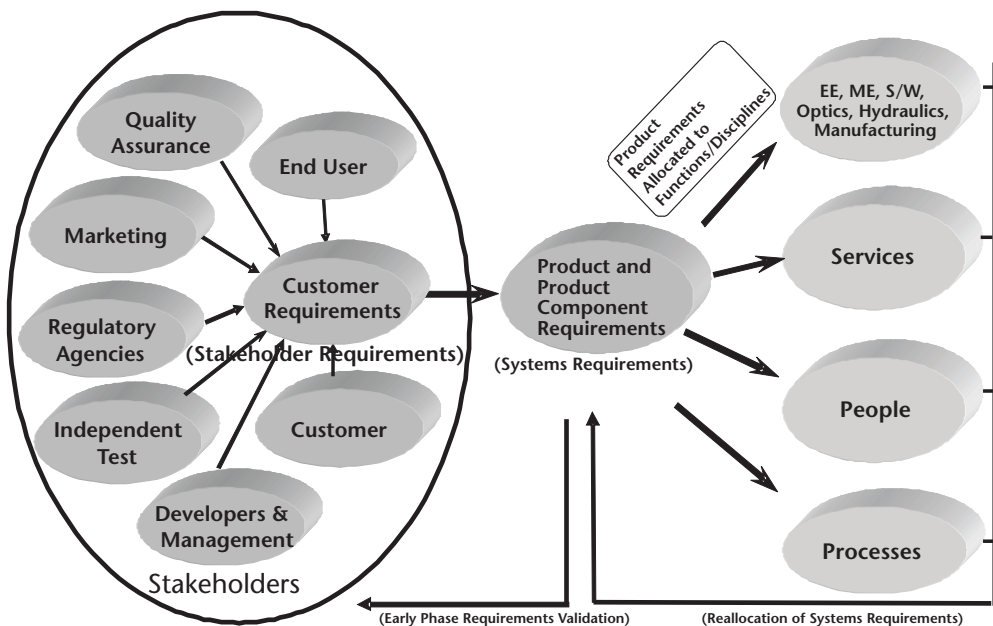 Quality
Assurance
End User
Marketing
Customer
Requirements
Regulatory
Agencies
(Stakeholder Requirements)
Independent
Test
Customer
Developers &
Management
Stakeholders
Product and
Product
Component
Requirements
(Systems Requirements)
Product
Requirements
Allocated to
Functions/Disciplines
EE, ME, S/W,
Optics, Hydraulics,
Manufacturing
Services
People
Processes
(Early Phase Requirements Validation)
(Reallocation of Systems Requirements)